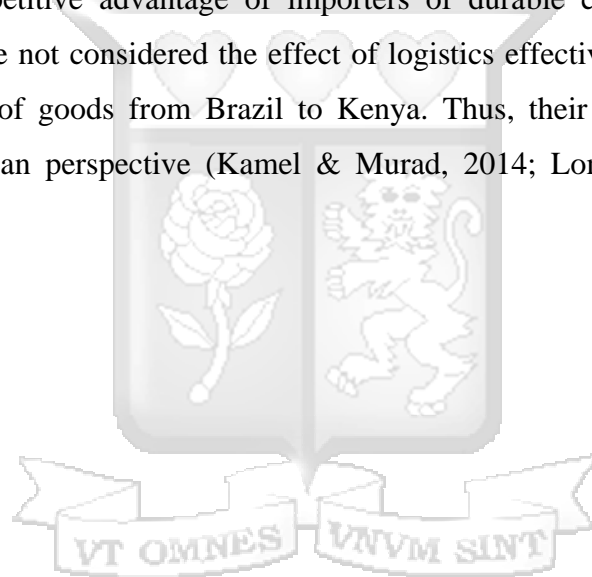 petitive advantage of importers of durable c
e not considered the effect of logistics effectiv
of goods from Brazil to Kenya. Thus, their
an perspective (Kamel & Murad, 2014; Lor
VT OMNES VNVM SINT